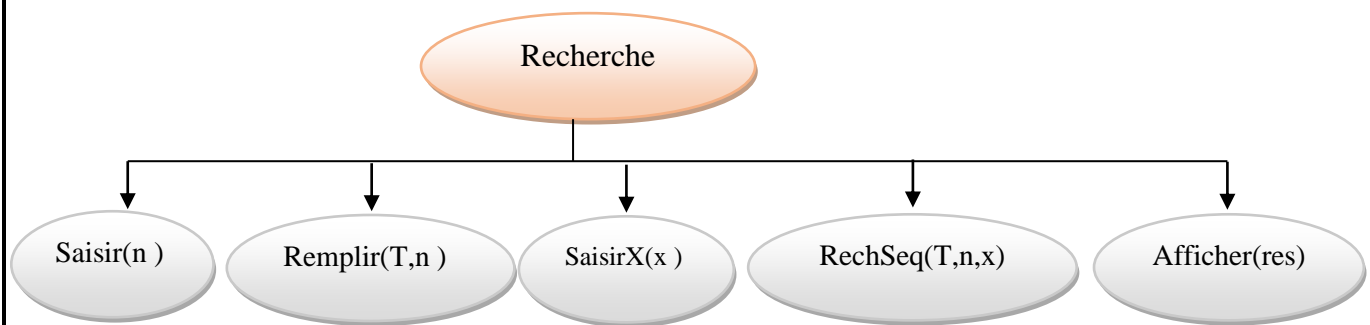 Recherche
Saisir(n )
Remplir(T,n )
SaisirX(x )
RechSeq(T,n,x)
Afficher(res)